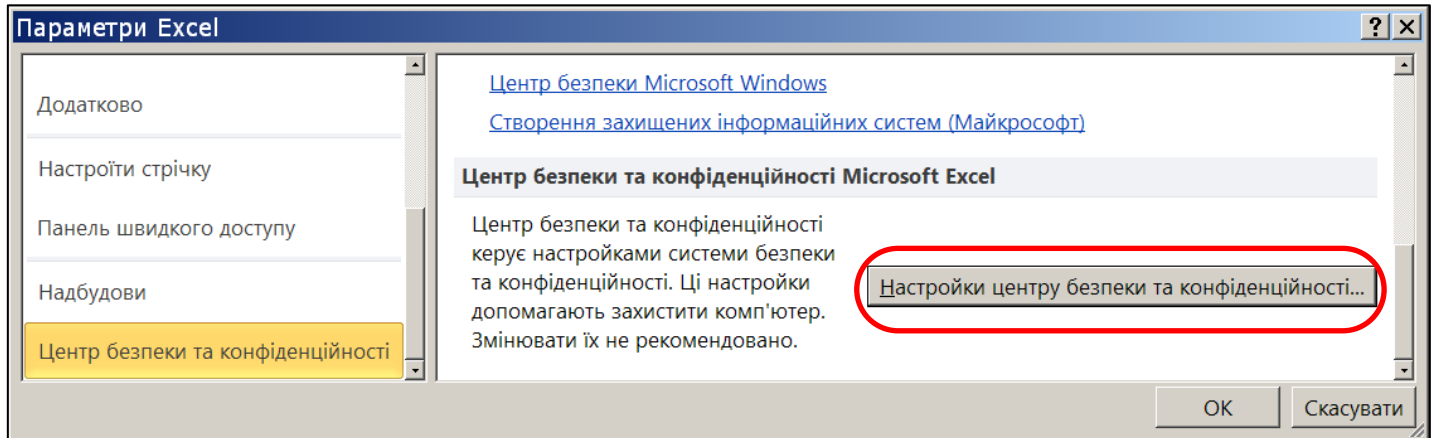 Параметри Excel
Додатково
Настроїти стрічку
Панель швидкого доступу
Надбудови
Центр безпеки та конфіденційності
Центр безпеки Microsoft Windows
Створення захищених інформаційних систем (Майкрософт)
Центр безпеки та конфіденційності Microsoft Excel
Центр безпеки та конфіденційності
керує настройками системи безпеки
та конфіденційності. Ці настройки
допомагають захистити комп'ютер.
Змінювати їх не рекомендовано.
Настройки центру безпеки та конфіденційності...
ОК
Скасувати